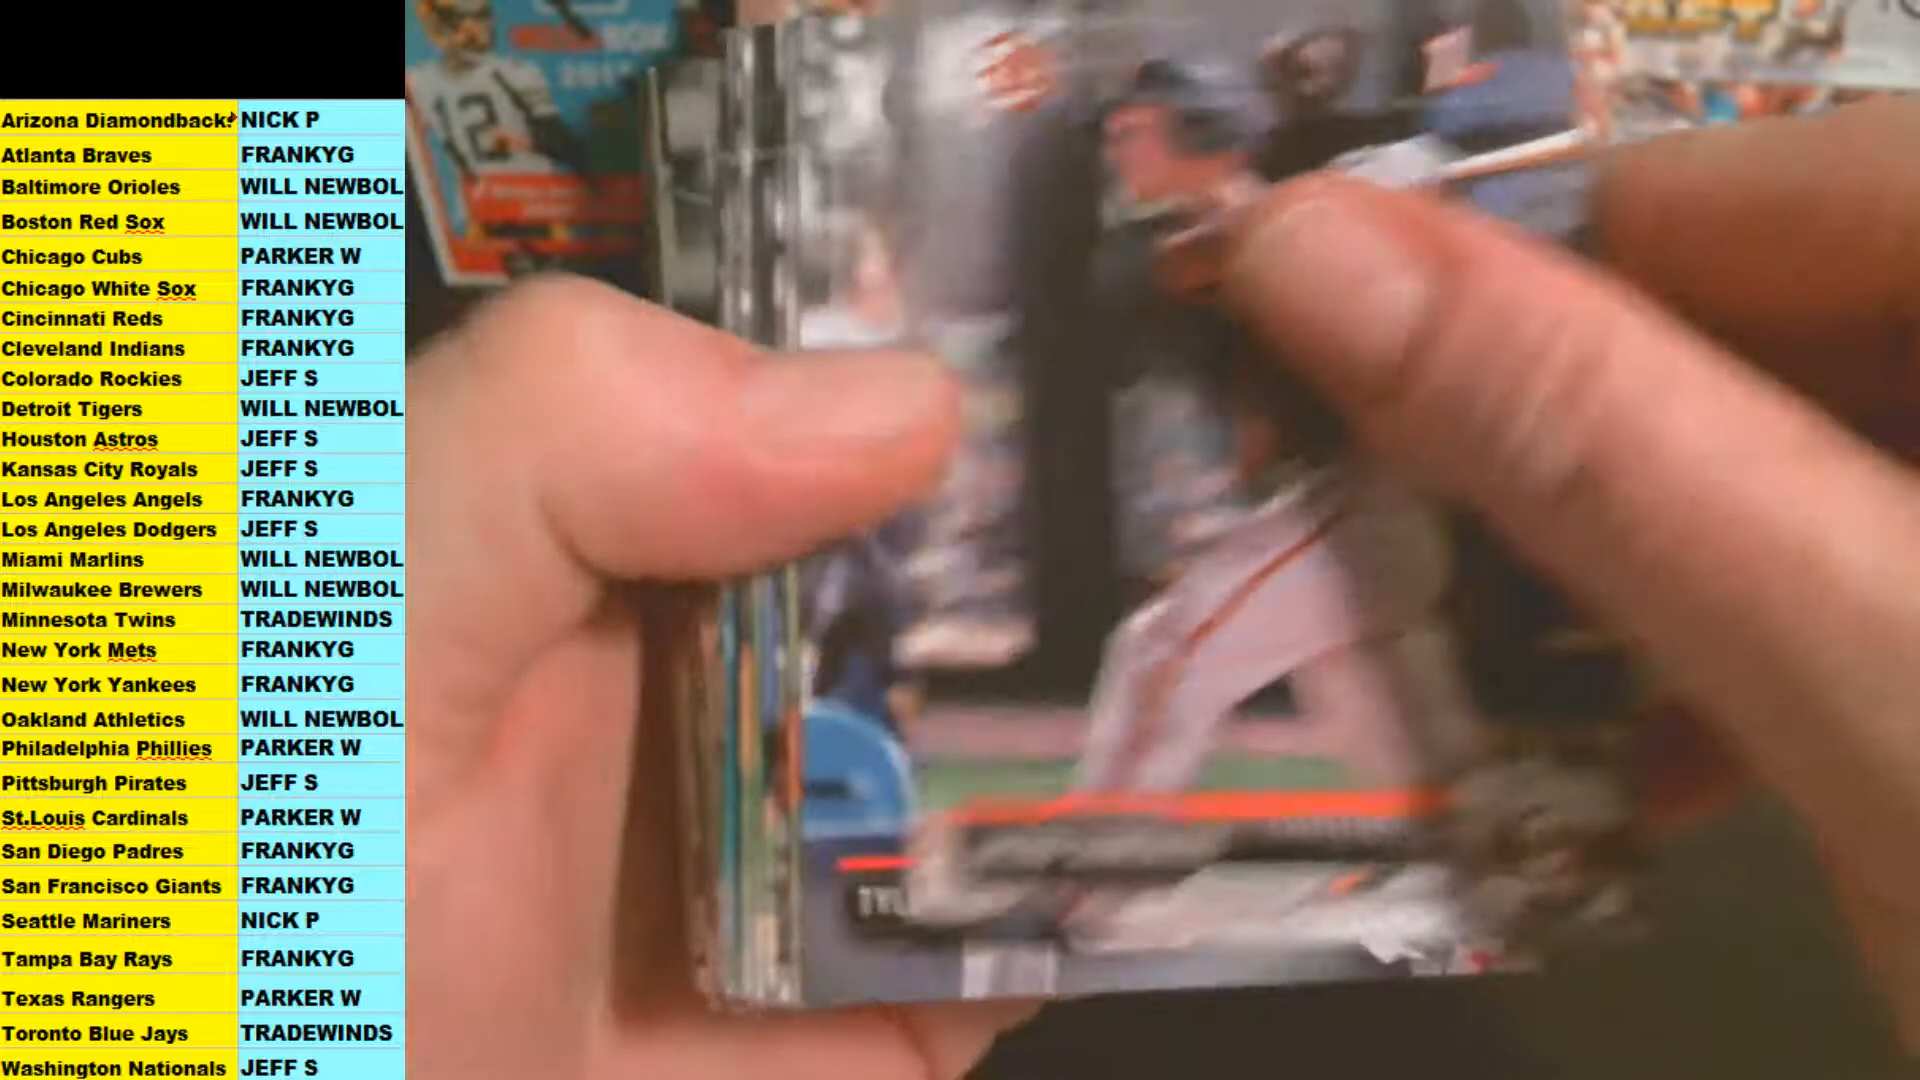 Arizona Diamondbacks NICK P
Atlanta Braves FRANKYG
Baltimore Orioles WILL NEWBOL
Boston Red Sox WILL NEWBOL
Chicago Cubs PARKER W
Chicago White Sox FRANKYG
Cincinnati Reds FRANKYG
Cleveland Indians FRANKYG
Colorado Rockies JEFF S
Detroit Tigers WILL NEWBOL
Houston Astros JEFF S
Kansas City Royals JEFF S
Los Angeles Angels FRANKYG
Los Angeles Dodgers JEFF S
Miami Marlins WILL NEWBOL
Milwaukee Brewers WILL NEWBOL
Minnesota Twins TRADEWINDS
New York Mets FRANKYG
New York Yankees FRANKYG
Oakland Athletics WILL NEWBOL
Philadelphia Phillies PARKER W
Pittsburgh Pirates JEFF S
St.Louis Cardinals PARKER W
San Diego Padres FRANKYG
San Francisco Giants FRANKYG
Seattle Mariners NICK P
Tampa Bay Rays FRANKYG
Texas Rangers PARKER W
Toronto Blue Jays TRADEWINDS
Washington Nationals JEFF S
BOX
12
TYL